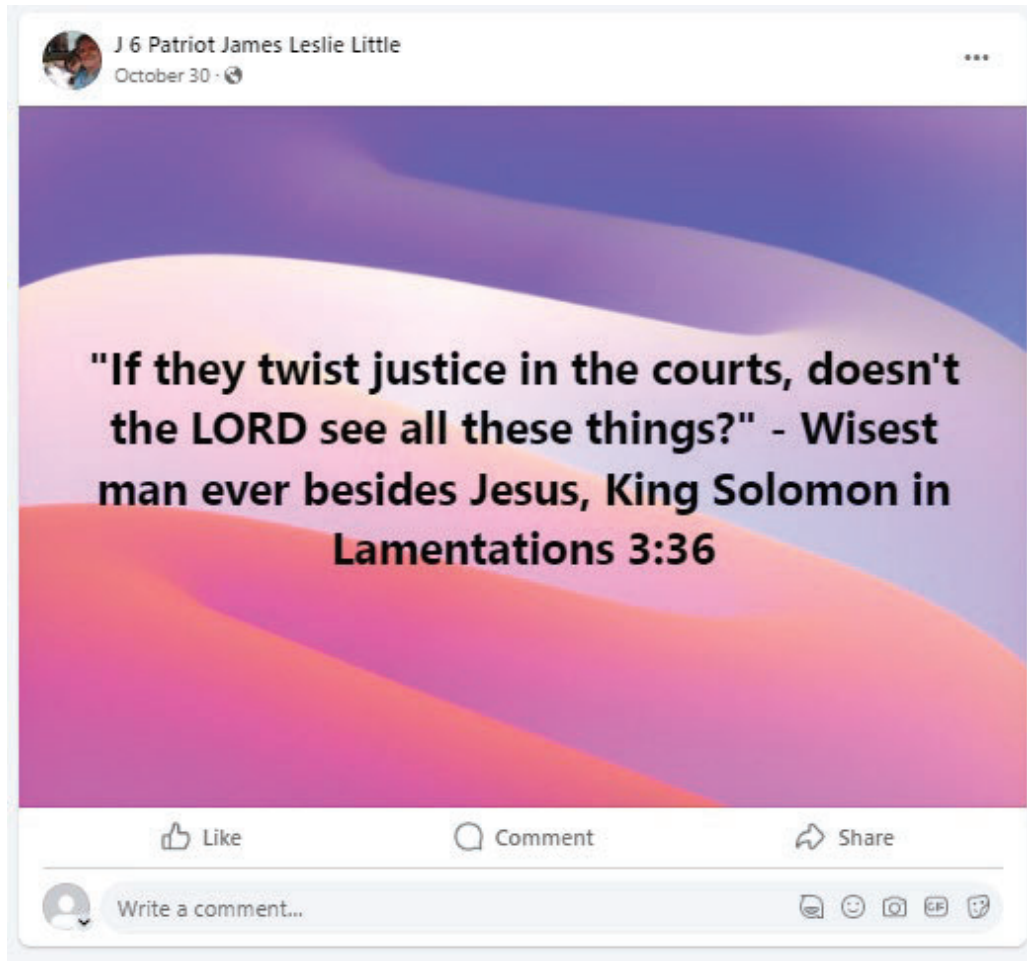 J 6 Patriot James Leslie Little
October 30 ·
"If they twist justice in the courts, doesn't
the LORD see all these things?" - Wisest
man ever besides Jesus, King Solomon in
Lamentations 3:36
Like Comment Share
Write a comment... GIF